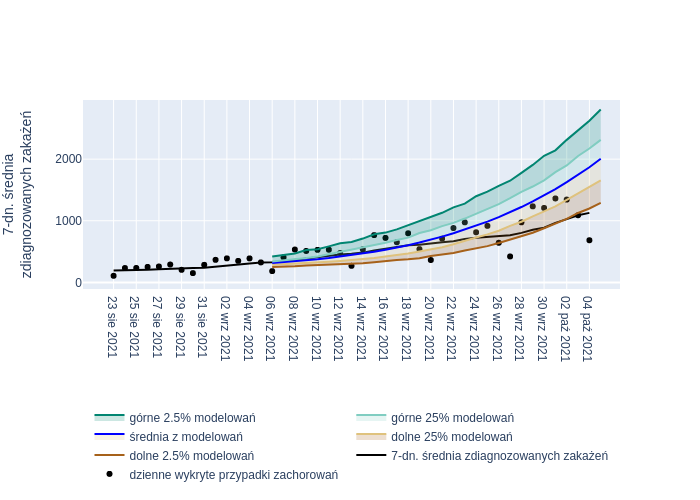 7-dn. średnia
zdiagnozowanych zakażeń
2000
1000
0
23 sie 2021
25 sie 2021
27 sie 2021
29 sie 2021
31 sie 2021
02 wrz 2021
04 wrz 2021
06 wrz 2021
08 wrz 2021
10 wrz 2021
12 wrz 2021
14 wrz 2021
16 wrz 2021
18 wrz 2021
20 wrz 2021
22 wrz 2021
24 wrz 2021
26 wrz 2021
28 wrz 2021
30 wrz 2021
02 paź 2021
04 paź 2021
górne 2.5% modelowań
górne 25% modelowań
średnia z modelowań
dolne 25% modelowań
dolne 2.5% modelowań
7-dn. średnia zdiagnozowanych zakażeń
dzienne wykryte przypadki zachorowań